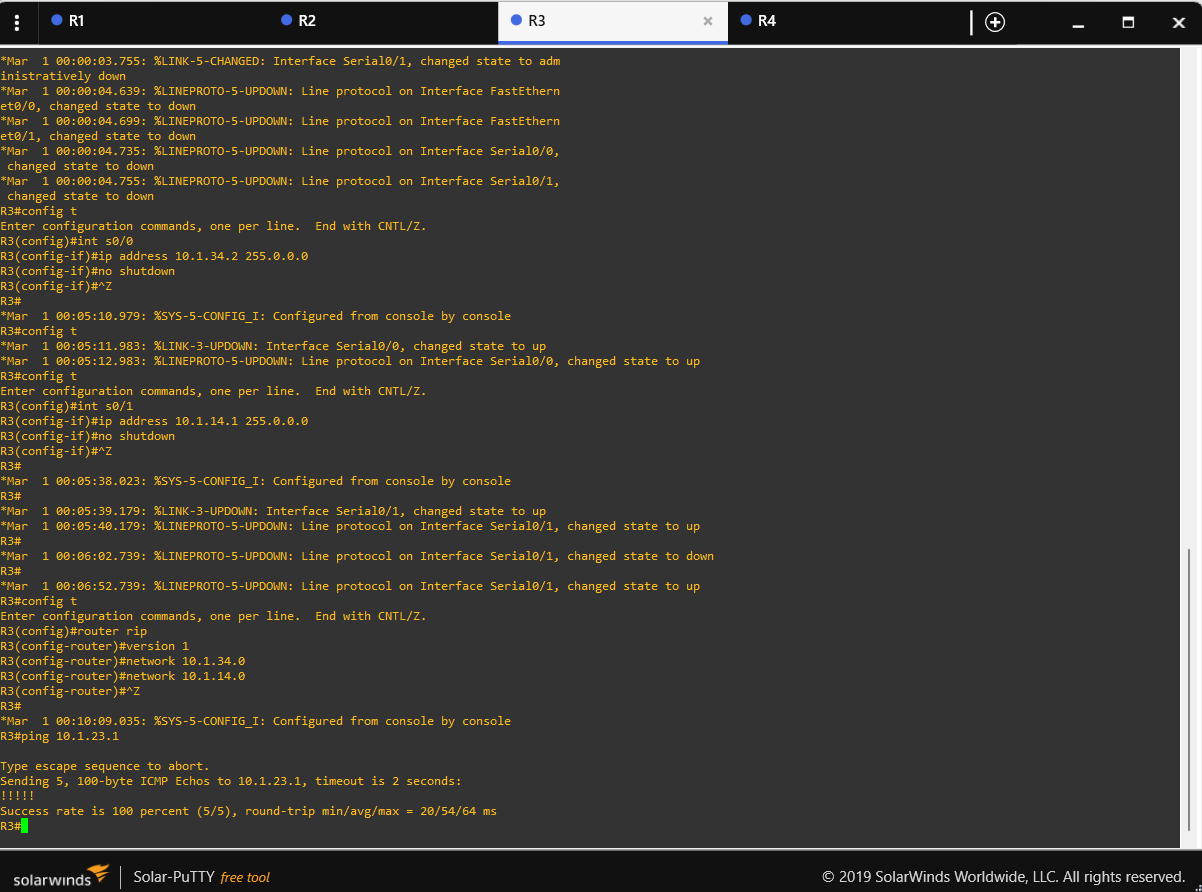 R1 R2 R3 × R4
*Mar  1 00:00:03.755: %LINK-5-CHANGED: Interface Serial0/1, changed state to adm
inistratively down
*Mar  1 00:00:04.639: %LINEPROTO-5-UPDOWN: Line protocol on Interface FastEthern
et0/0, changed state to down
*Mar  1 00:00:04.699: %LINEPROTO-5-UPDOWN: Line protocol on Interface FastEthern
et0/1, changed state to down
*Mar  1 00:00:04.735: %LINEPROTO-5-UPDOWN: Line protocol on Interface Serial0/0,
 changed state to down
*Mar  1 00:00:04.755: %LINEPROTO-5-UPDOWN: Line protocol on Interface Serial0/1,
 changed state to down
R3#config t
Enter configuration commands, one per line.  End with CNTL/Z.
R3(config)#int s0/0
R3(config-if)#ip address 10.1.34.2 255.0.0.0
R3(config-if)#no shutdown
R3(config-if)#^Z
R3#
*Mar  1 00:05:10.979: %SYS-5-CONFIG_I: Configured from console by console
R3#config t
*Mar  1 00:05:11.983: %LINK-3-UPDOWN: Interface Serial0/0, changed state to up
*Mar  1 00:05:12.983: %LINEPROTO-5-UPDOWN: Line protocol on Interface Serial0/0, changed state to up
R3#config t
Enter configuration commands, one per line.  End with CNTL/Z.
R3(config)#int s0/1
R3(config-if)#ip address 10.1.14.1 255.0.0.0
R3(config-if)#no shutdown
R3(config-if)#^Z
R3#
*Mar  1 00:05:38.023: %SYS-5-CONFIG_I: Configured from console by console
R3#
*Mar  1 00:05:39.179: %LINK-3-UPDOWN: Interface Serial0/1, changed state to up
*Mar  1 00:05:40.179: %LINEPROTO-5-UPDOWN: Line protocol on Interface Serial0/1, changed state to up
R3#
*Mar  1 00:06:02.739: %LINEPROTO-5-UPDOWN: Line protocol on Interface Serial0/1, changed state to down
R3#
*Mar  1 00:06:52.739: %LINEPROTO-5-UPDOWN: Line protocol on Interface Serial0/1, changed state to up
R3#config t
Enter configuration commands, one per line.  End with CNTL/Z.
R3(config)#router rip
R3(config-router)#version 1
R3(config-router)#network 10.1.34.0
R3(config-router)#network 10.1.14.0
R3(config-router)#^Z
R3#
*Mar  1 00:10:09.035: %SYS-5-CONFIG_I: Configured from console by console
R3#ping 10.1.23.1
Type escape sequence to abort.
Sending 5, 100-byte ICMP Echos to 10.1.23.1, timeout is 2 seconds:
!!!!!
Success rate is 100 percent (5/5), round-trip min/avg/max = 20/54/64 ms
R3#
solarwinds Solar-PuTTY free tool © 2019 SolarWinds Worldwide, LLC. All rights reserved.